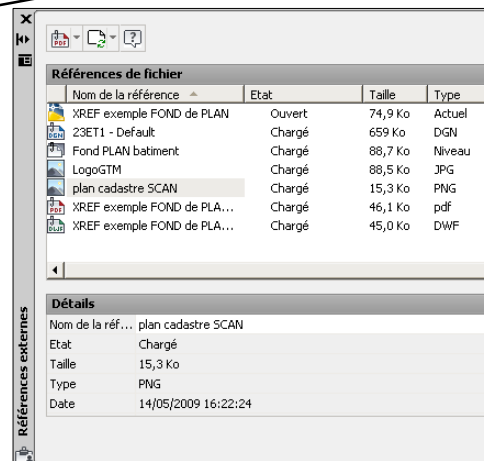 Références de fichier
Nom de la référence Etat Taille Type
XREF exemple FOND de PLAN Ouvert 74,9 Ko Actuel
23ET1 - Default Chargé 659 Ko DGN
Fond PLAN batiment Chargé 88,7 Ko Niveau
LogoGTM Chargé 88,5 Ko JPG
plan cadastre SCAN Chargé 15,3 Ko PNG
XREF exemple FOND de PLA... Chargé 46,1 Ko pdf
XREF exemple FOND de PLA... Chargé 45,0 Ko DWF
Détails
Nom de la réf... plan cadastre SCAN
Etat Chargé
Taille 15,3 Ko
Type PNG
Date 14/05/2009 16:22:24
Références externes